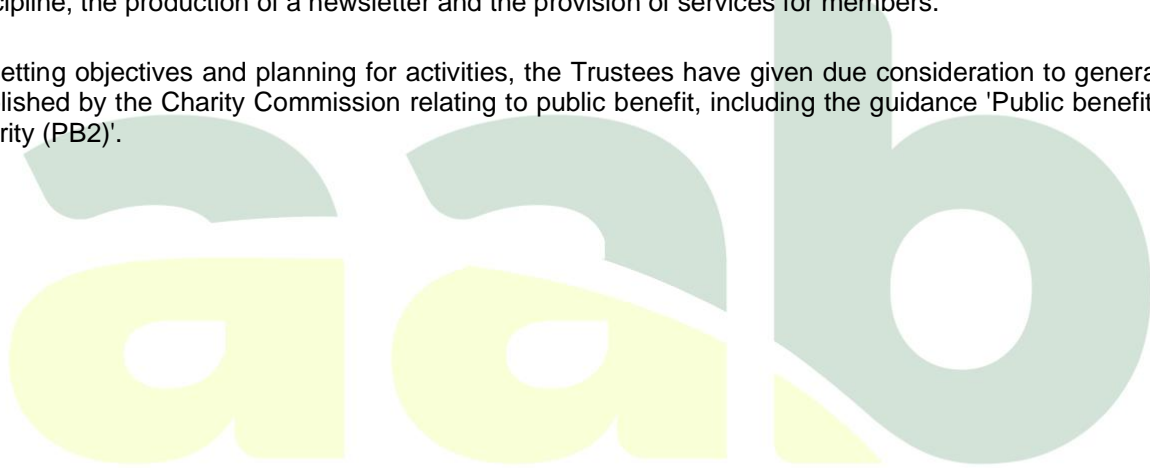 cipline, the production of a newsletter and the provision of services for members.
etting objectives and planning for activities, the Trustees have given due consideration to genera
lished by the Charity Commission relating to public benefit, including the guidance 'Public benefit
rity (PB2)'.
aab